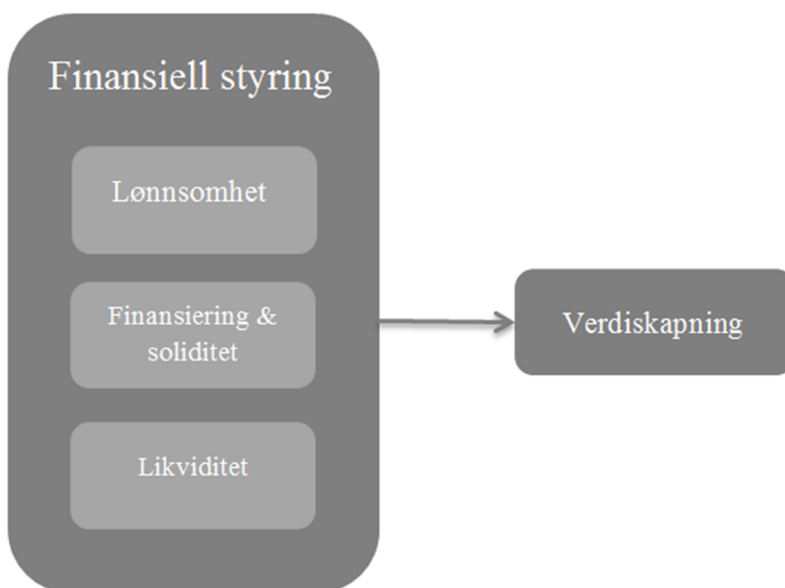 Finansiell styring
Lønnsomhet
Finansiering &
soliditet
Likviditet
Verdiskapning